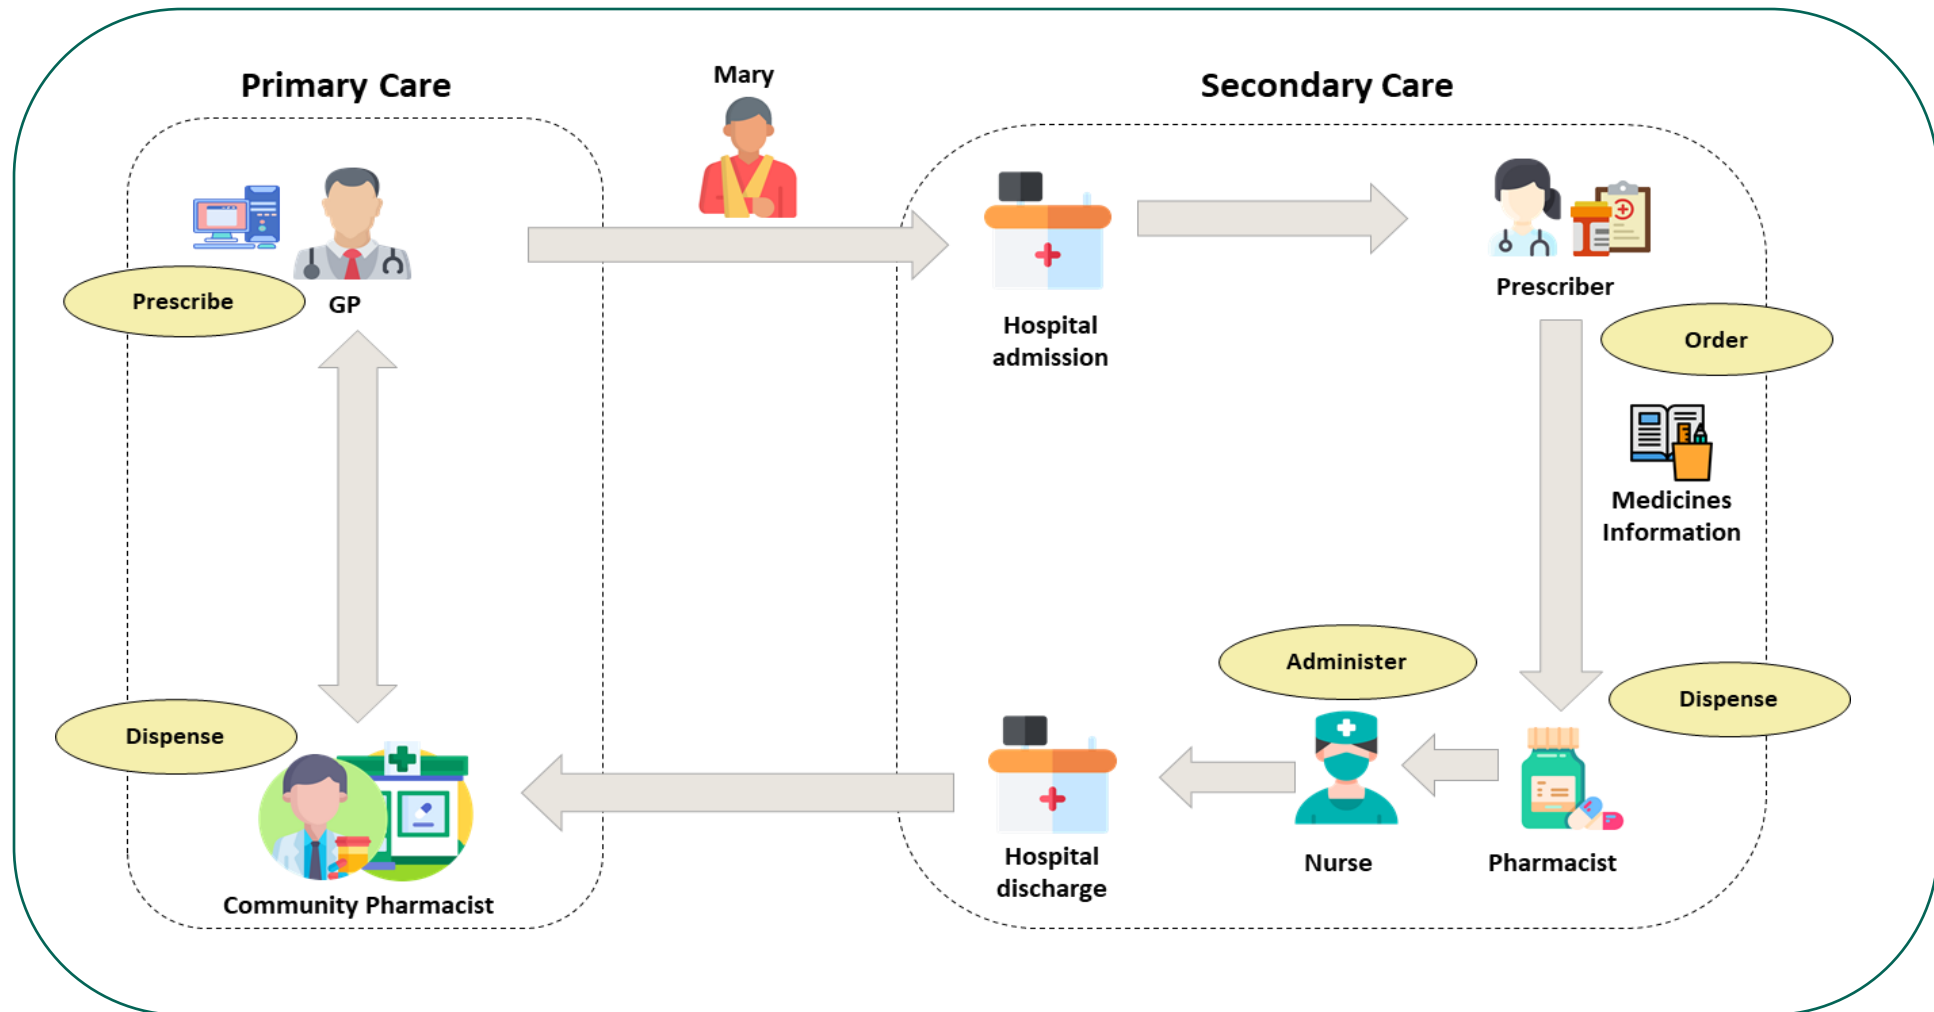 Primary Care
Mary
Secondary Care
Prescribe
GP
Hospital
admission
Prescriber
Order
Medicines
Information
Administer
Dispense
Dispense
Community Pharmacist
Hospital
discharge
Nurse
Pharmacist